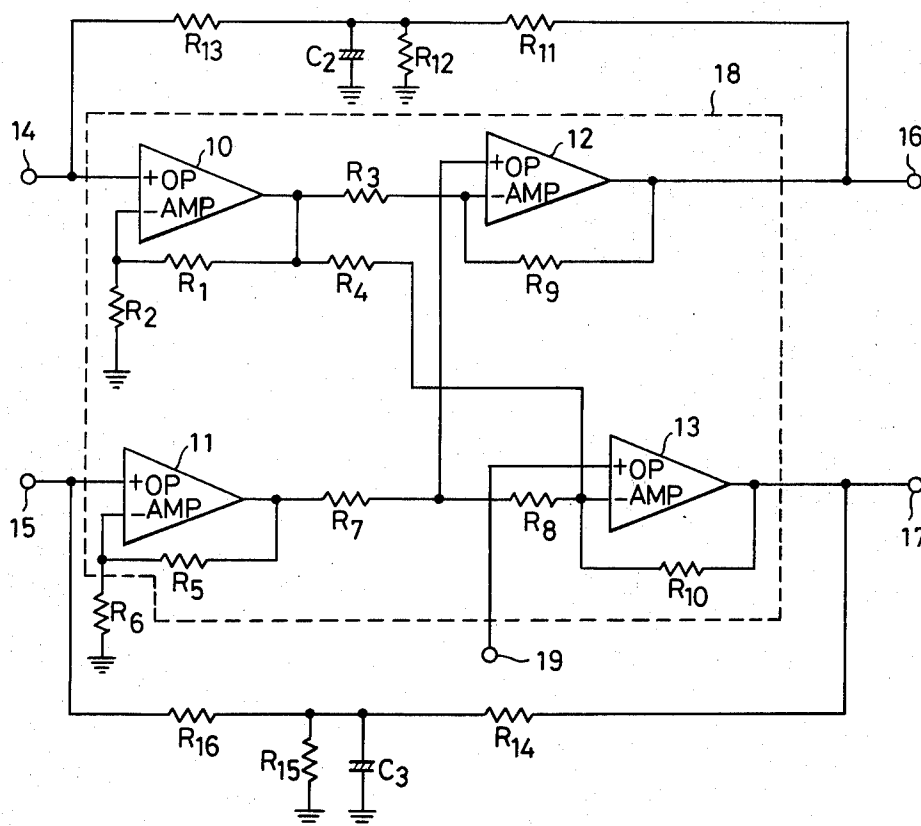 R13
C2
R12
R11
18
14
10
12
16
+OP
-AMP
R3
+OP
-AMP
R1
R4
R9
R2
11
13
15
+OP
-AMP
R7
R8
+OP
-AMP
17
R5
R10
R6
19
R16
R14
R15
C3